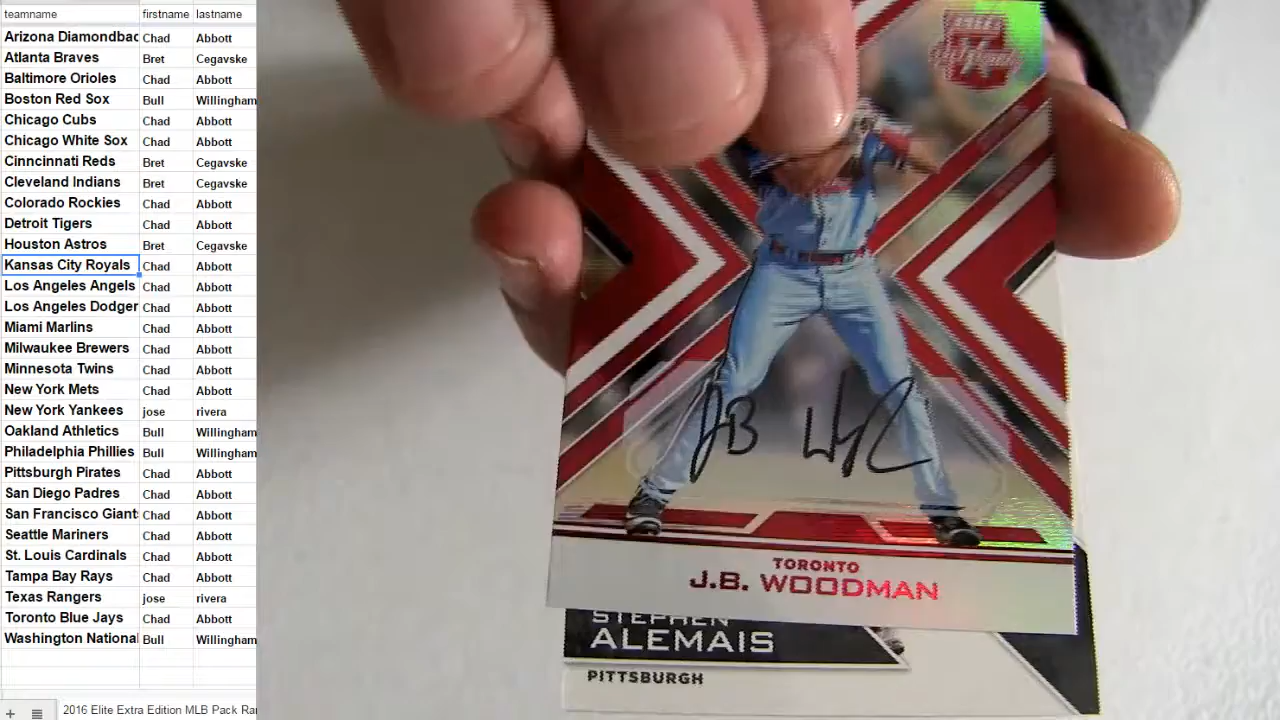 teamname firstname lastname
Arizona Diamondbac Chad Abbott
Atlanta Braves Bret Cegavske
Baltimore Orioles Chad Abbott
Boston Red Sox Bull Willingham
Chicago Cubs Chad Abbott
Chicago White Sox Chad Abbott
Cinncinnati Reds Bret Cegavske
Cleveland Indians Bret Cegavske
Colorado Rockies Chad Abbott
Detroit Tigers Chad Abbott
Houston Astros Bret Cegavske
Kansas City Royals Chad Abbott
Los Angeles Angels Chad Abbott
Los Angeles Dodger Chad Abbott
Miami Marlins Chad Abbott
Milwaukee Brewers Chad Abbott
Minnesota Twins Chad Abbott
New York Mets Chad Abbott
New York Yankees jose rivera
Oakland Athletics Bull Willingham
Philadelphia Phillies Bull Willingham
Pittsburgh Pirates Chad Abbott
San Diego Padres Chad Abbott
San Francisco Giants Chad Abbott
Seattle Mariners Chad Abbott
St. Louis Cardinals Chad Abbott
Tampa Bay Rays Chad Abbott
Texas Rangers jose rivera
Toronto Blue Jays Chad Abbott
Washington National Bull Willingham
2016 Elite Extra Edition MLB Pack Ra
JB
TORONTO
J.B. WOODMAN
STEPHEN
ALEMAIS
PITTSBURGH